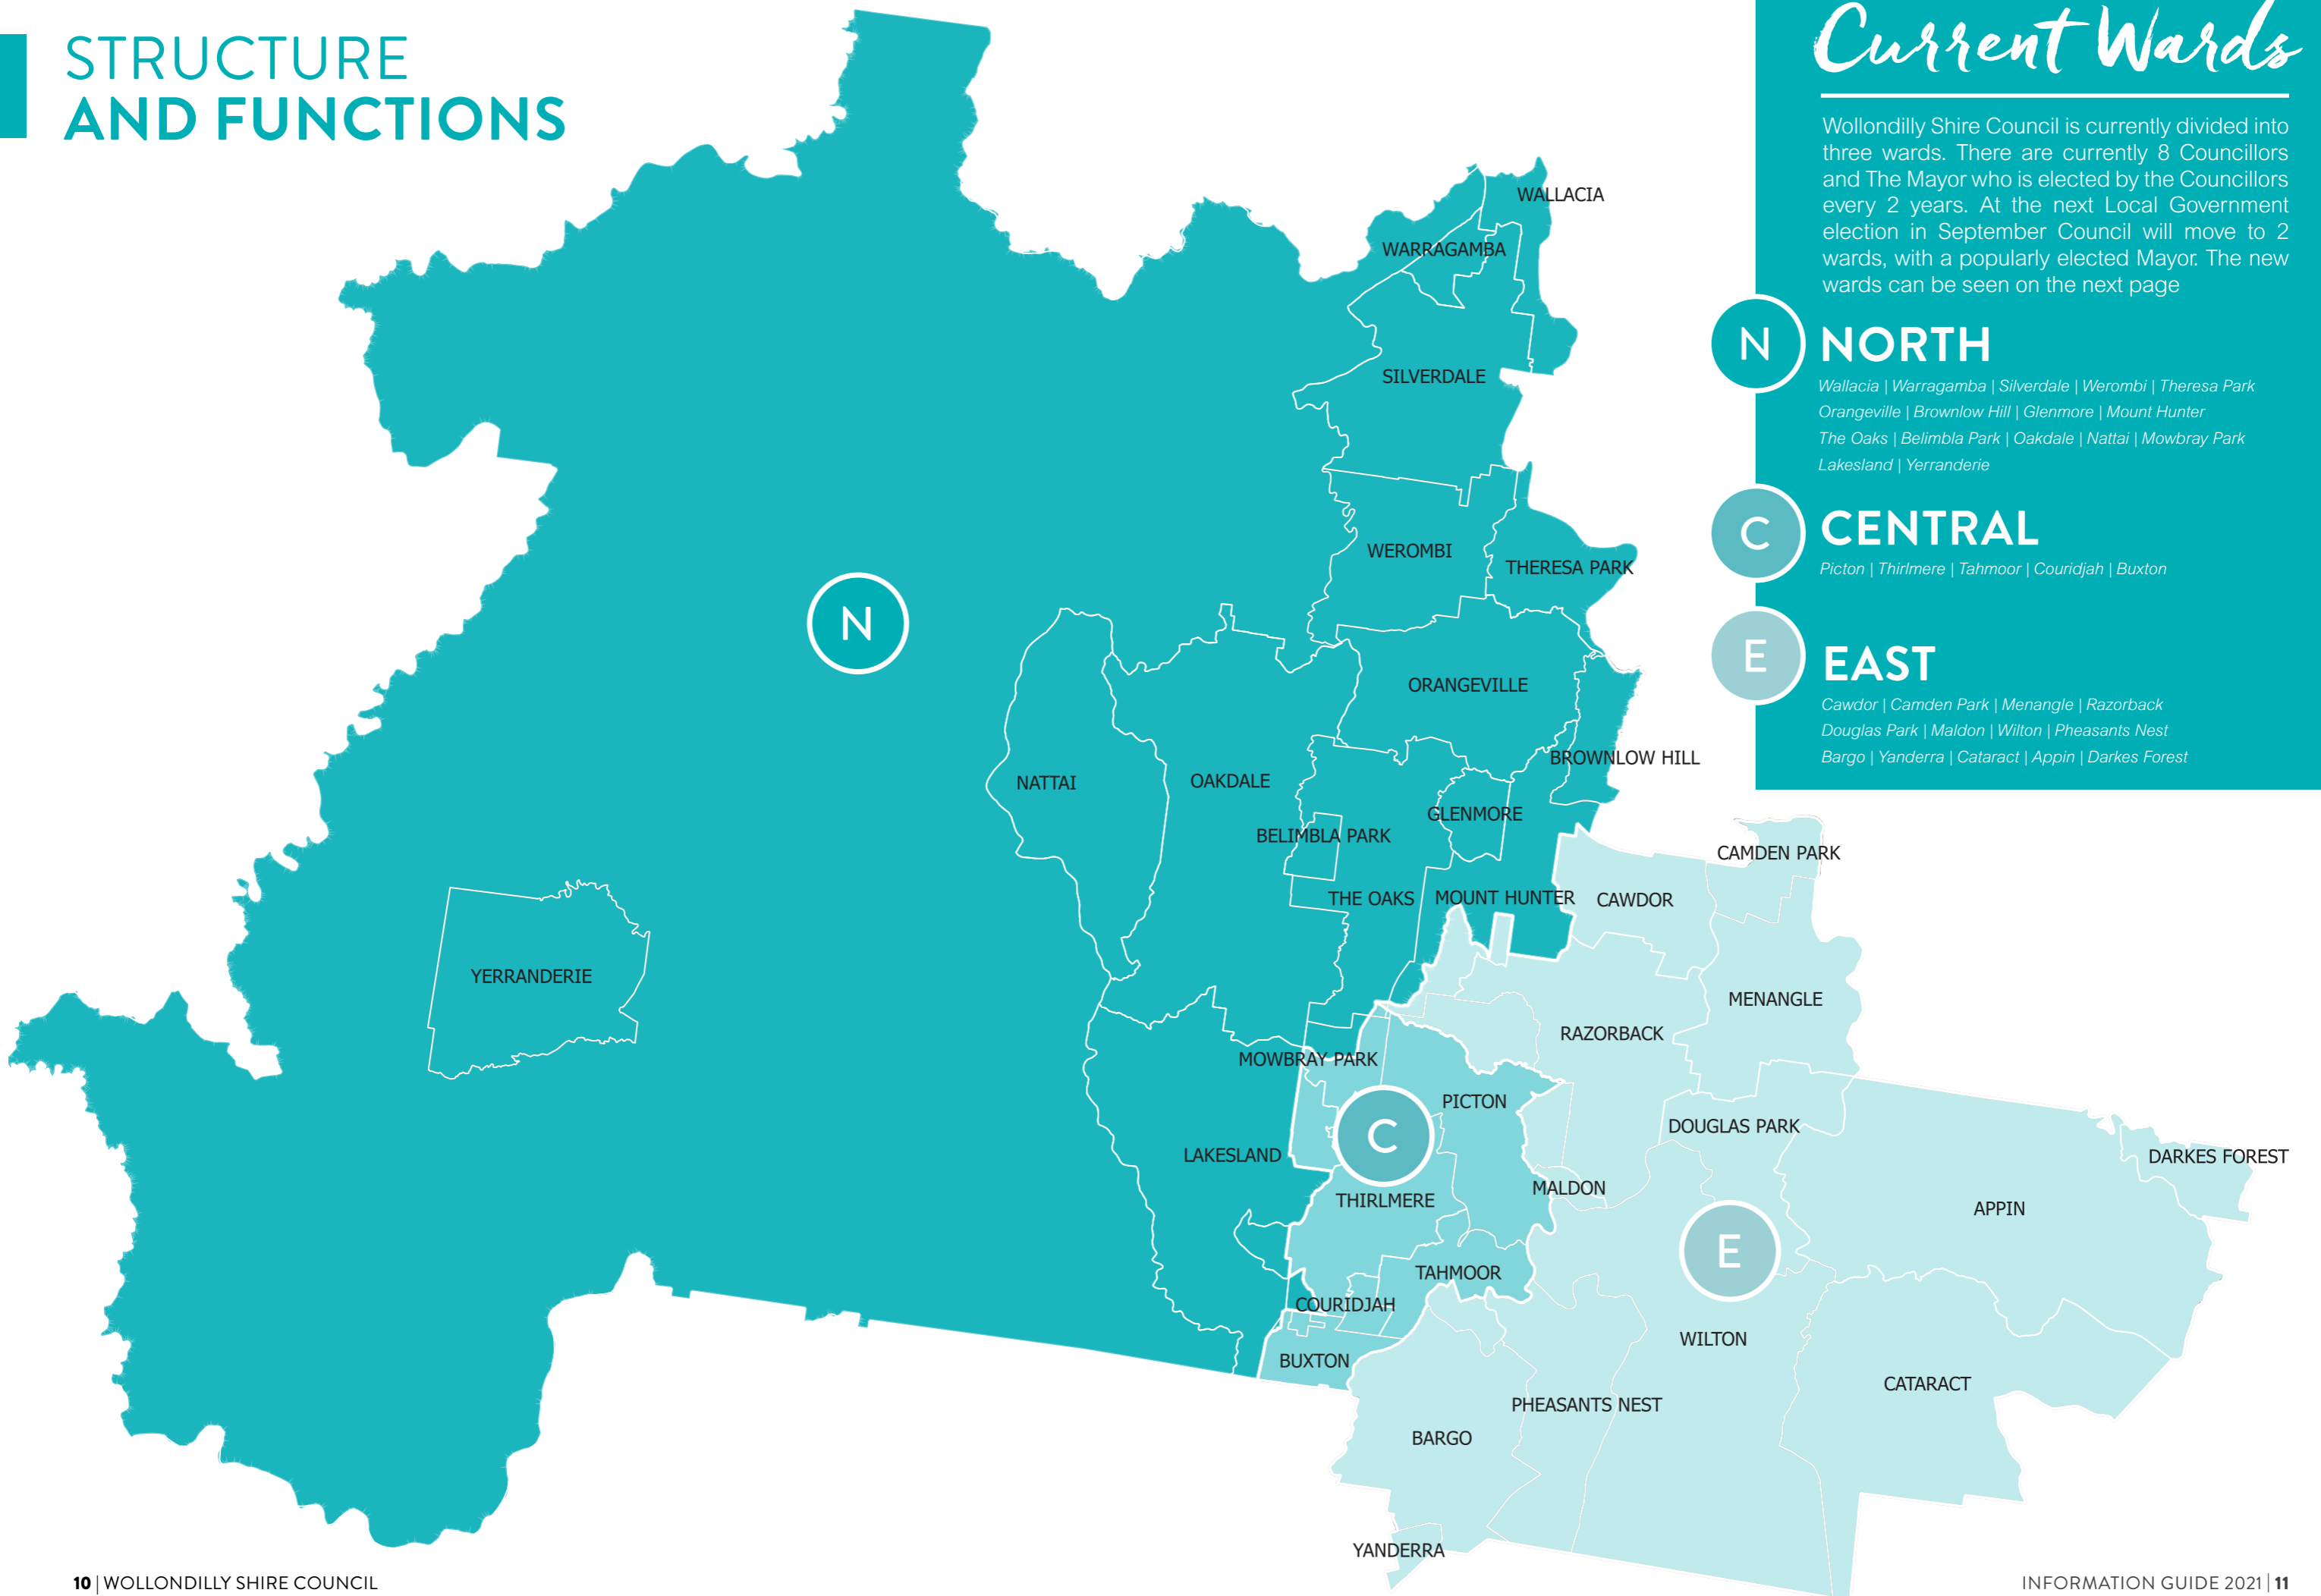 STRUCTURE
AND FUNCTIONS
Current Wards
Wollondilly Shire Council is currently divided into
three wards. There are currently 8 Councillors
and The Mayor who is elected by the Councillors
every 2 years. At the next Local Government
election in September Council will move to 2
wards, with a popularly elected Mayor. The new
wards can be seen on the next page
N NORTH
Wallacia | Warragamba | Silverdale | Werombi | Theresa Park
Orangeville | Brownlow Hill | Glenmore | Mount Hunter
The Oaks | Belimbla Park | Oakdale | Nattai | Mowbray Park
Lakesland | Yerranderie
C CENTRAL
Picton | Thirlmere | Tahmoor | Couridjah | Buxton
E EAST
Cawdor | Camden Park | Menangle | Razorback
Douglas Park | Maldon | Wilton | Pheasants Nest
Bargo | Yanderra | Cataract | Appin | Darkes Forest
WALLACIA
WARRAGAMBA
SILVERDALE
WEROMBI
THERESA PARK
N
ORANGEVILLE
BROWNLOW HILL
NATTAI
OAKDALE
GLENMORE
BELIMBLA PARK
CAMDEN PARK
THE OAKS
MOUNT HUNTER
CAWDOR
YERRANDERIE
MENANGLE
RAZORBACK
MOWBRAY PARK
PICTON
DOUGLAS PARK
C
LAKESLAND
DARKES FOREST
MALDON
THIRLMERE
APPIN
E
TAHMOOR
COURIDJAH
WILTON
BUXTON
CATARACT
PHEASANTS NEST
BARGO
YANDERRA
10 | WOLLONDILLY SHIRE COUNCIL
INFORMATION GUIDE 2021 | 11